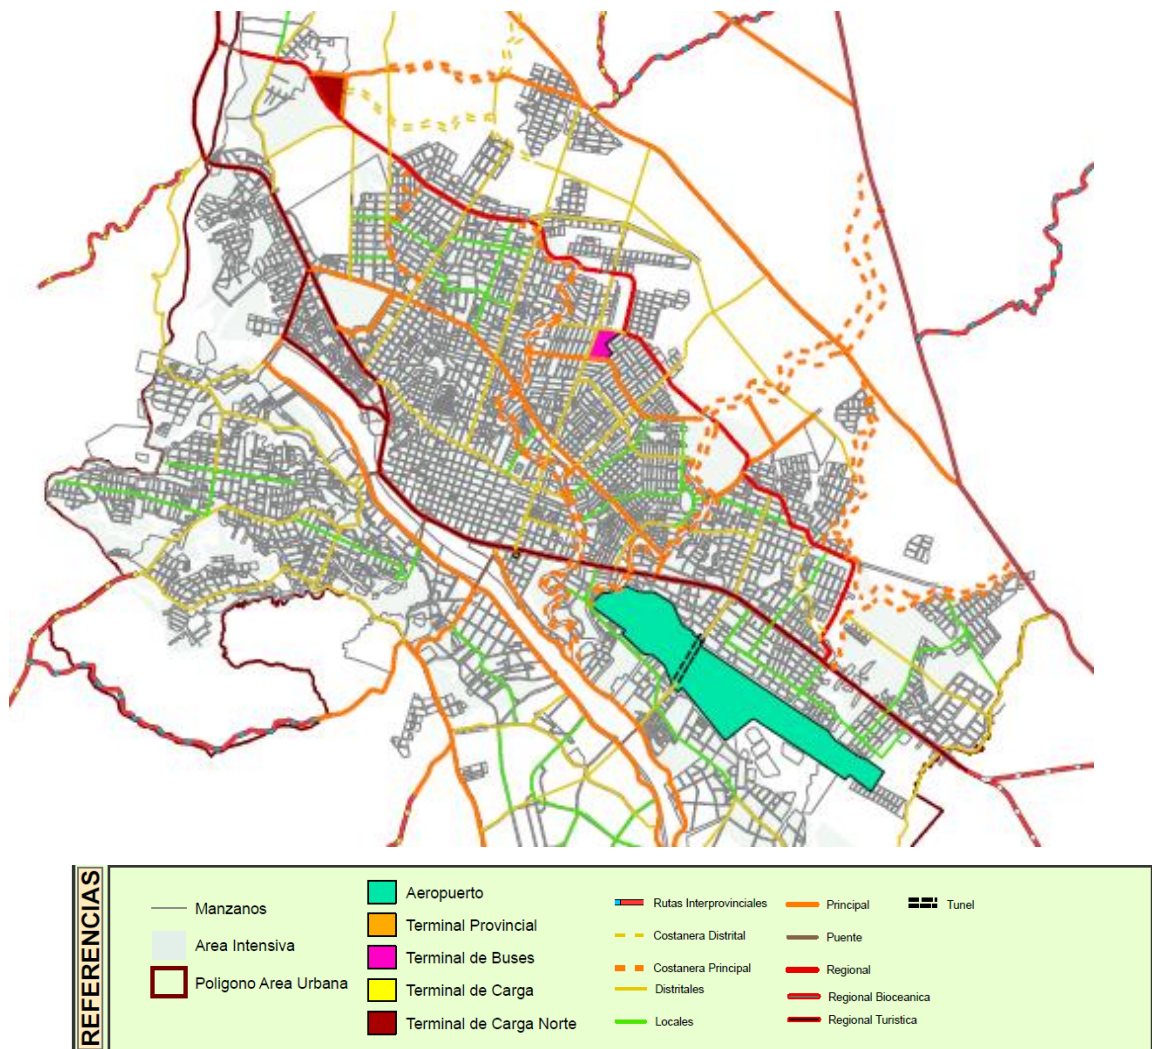 REFERENCIAS
Manzanos
Area Intensiva
Poligono Area Urbana
Aeropuerto
Terminal Provincial
Terminal de Buses
Terminal de Carga
Terminal de Carga Norte
Rutas Interprovinciales
Costanera Distrital
Costanera Principal
Distritales
Locales
Principal
Puente
Regional
Regional Bioceanica
Regional Turistica
Tunel